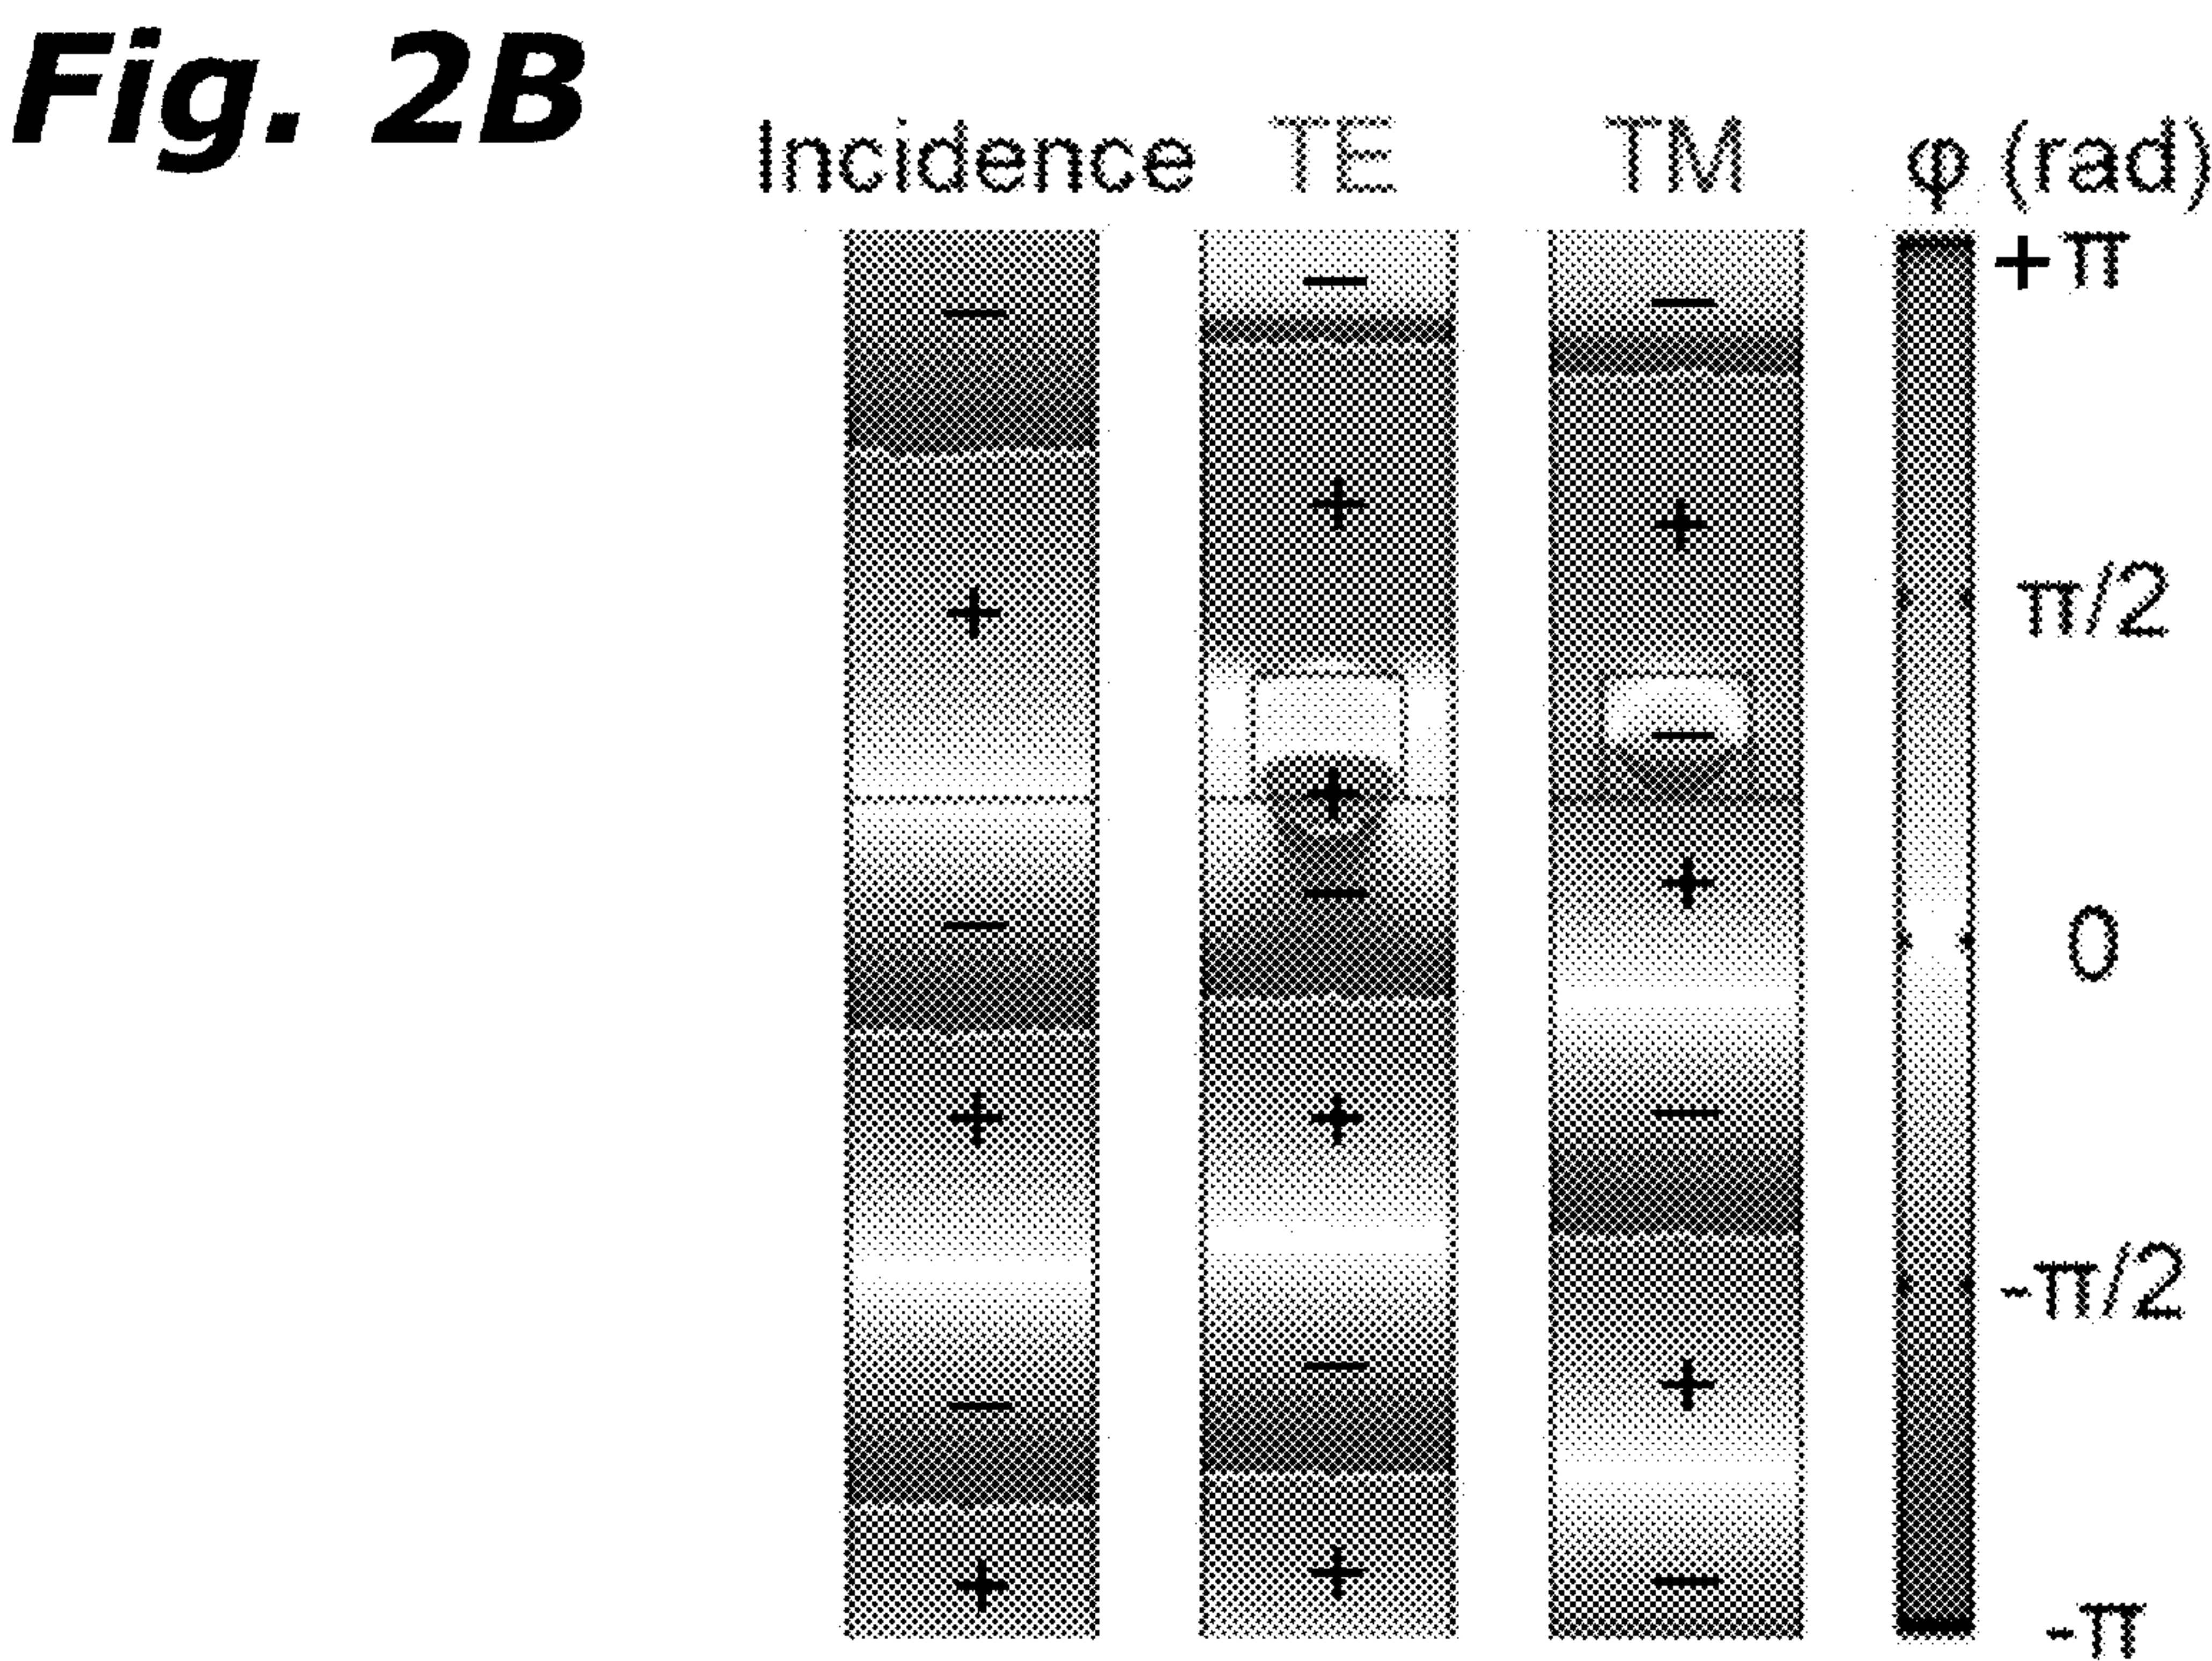 Fig. 2B
Incidence TE TM φ (rad)
+π
− − −
+ + +
π/2
+
−
+
− − +
0
+ + −
-π/2
− − +
+ + −
-π